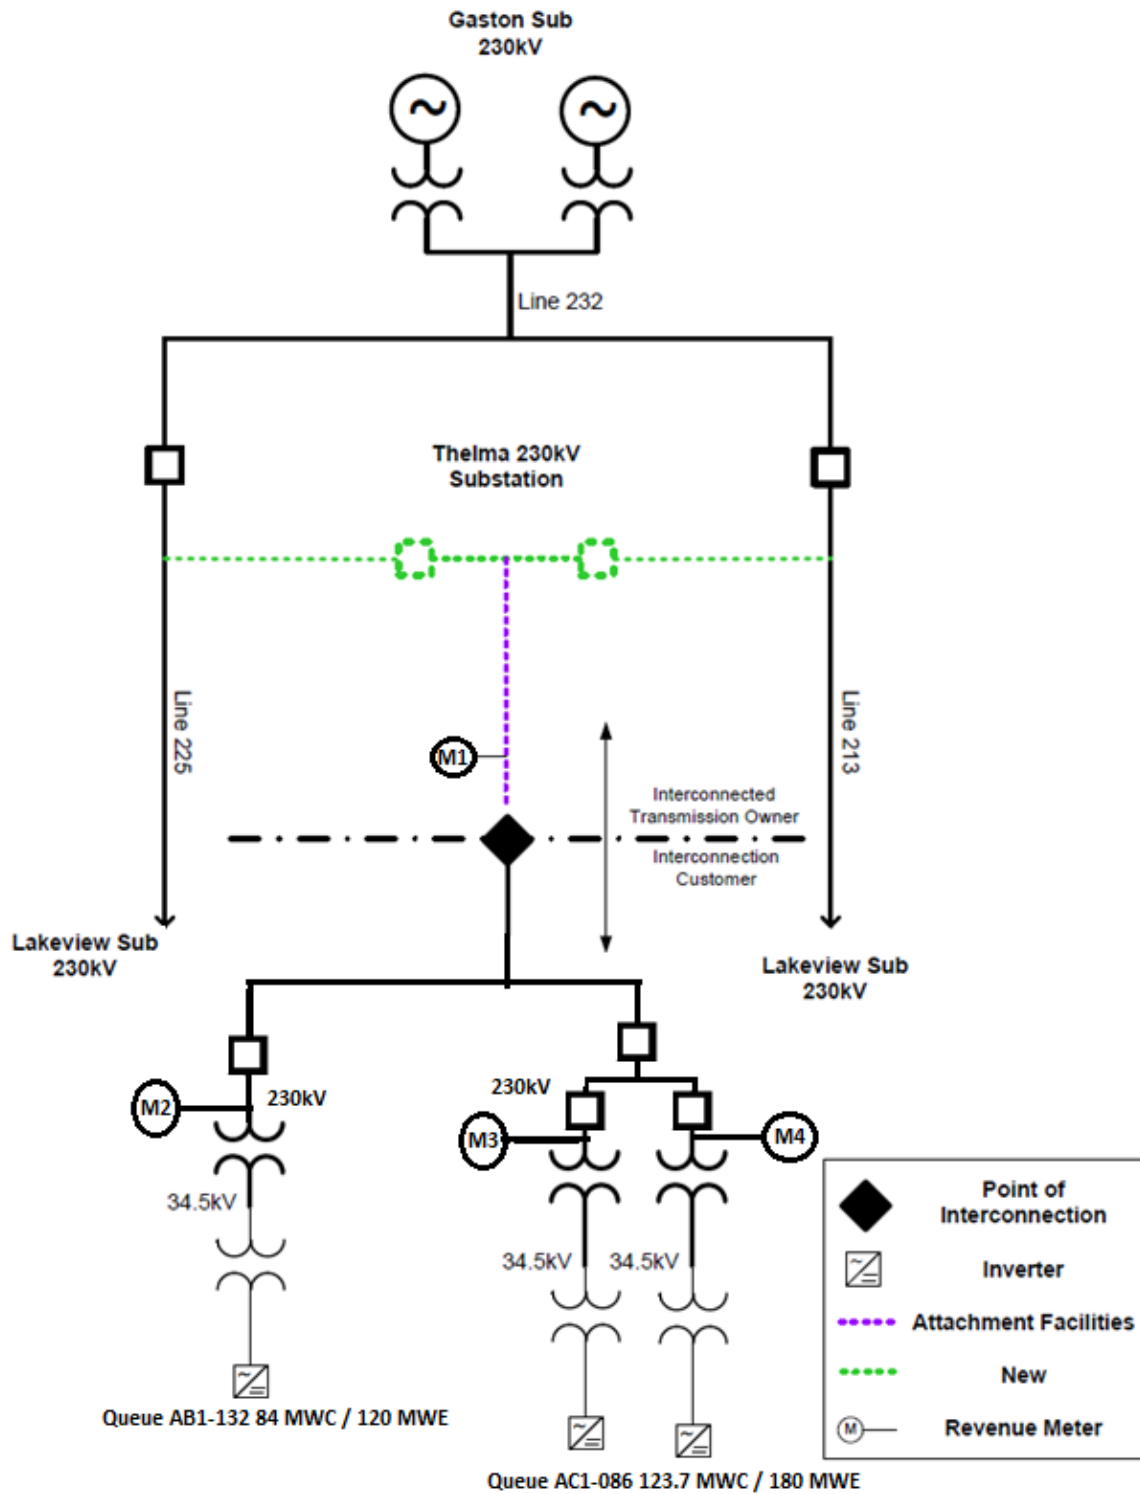 Gaston Sub
230kV
Line 232
Thelma 230kV
Substation
Line 225
Line 213
M1
Interconnected
Transmission Owner
Interconnection
Customer
Lakeview Sub
230kV
Lakeview Sub
230kV
M2
230kV
230kV
M3
M4
34.5kV
34.5kV
34.5kV
Queue AB1-132 84 MWC / 120 MWE
Queue AC1-086 123.7 MWC / 180 MWE
Point of
Interconnection
Inverter
Attachment Facilities
New
M
Revenue Meter